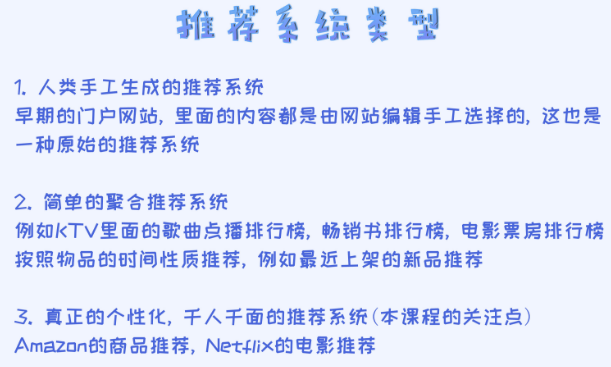 推荐系统类型
1. 人类手工生成的推荐系统
早期的门户网站, 里面的内容都是由网站编辑手工选择的, 这也是
一种原始的推荐系统
2. 简单的聚合推荐系统
例如KTV里面的歌曲点播排行榜, 畅销书排行榜, 电影票房排行榜
按照物品的时间性质推荐, 例如最近上架的新品推荐
3. 真正的个性化, 千人千面的推荐系统(本课程的关注点)
Amazon的商品推荐, Netflix的电影推荐